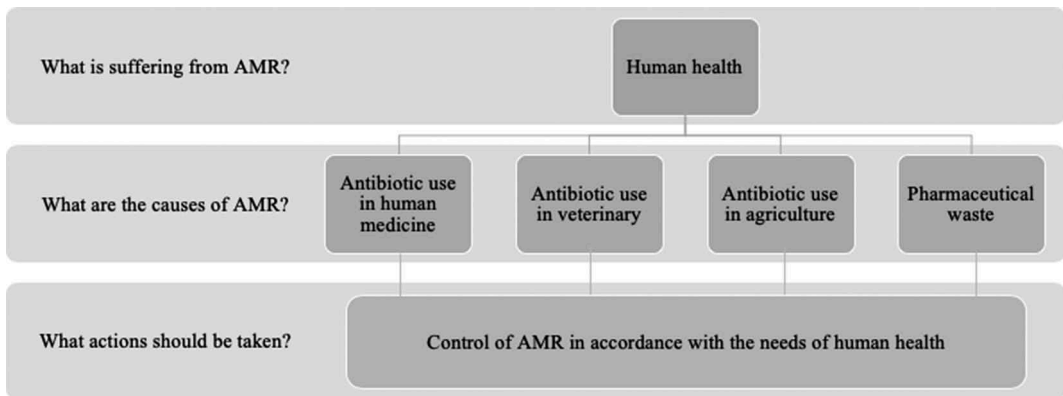 What is suffering from AMR?
Human health
What are the causes of AMR?
Antibiotic use
in human
medicine
Antibiotic use
in veterinary
Antibiotic use
in agriculture
Pharmaceutical
waste
What actions should be taken?
Control of AMR in accordance with the needs of human health